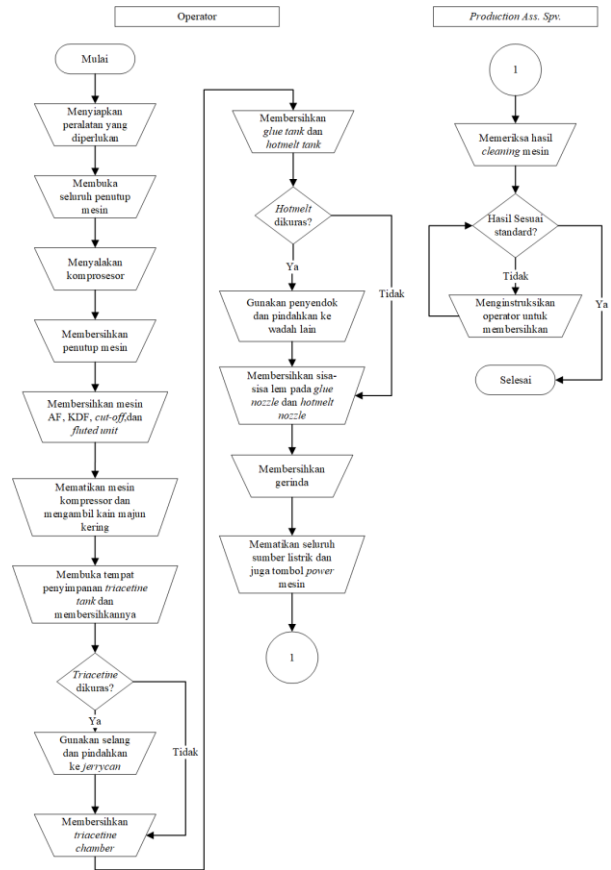 Operator
Mulai
Menyiapkan
peralatan yang
diperlukan
Membuka
seluruh penutup
mesin
Menyalakan
komprosesor
Membersihkan
penutup mesin
Membersihkan mesin
AF, KDF, cut-off,dan
fluted unit
Mematikan mesin
kompressor dan
mengambil kain majun
kering
Membuka tempat
penyimpanan triacetine
tank dan
membersihkannya
Triacetine
dikuras?
Ya
Tidak
Gunakan selang
dan pindahkan
ke jerrycan
Membersihkan
triacetine
chamber
Membersihkan
glue tank dan
hotmelt tank
Hotmelt
dikuras?
Ya
Tidak
Gunakan penyendok
dan pindahkan ke
wadah lain
Membersihkan sisa-
sisa lem pada glue
nozzle dan hotmelt
nozzle
Membersihkan
gerinda
Mematikan seluruh
sumber listrik dan
juga tombol power
mesin
1
Production Ass. Spv.
1
Memeriksa hasil
cleaning mesin
Hasil Sesuai
standard?
Tidak
Ya
Menginstruksikan
operator untuk
membersihkan
Selesai